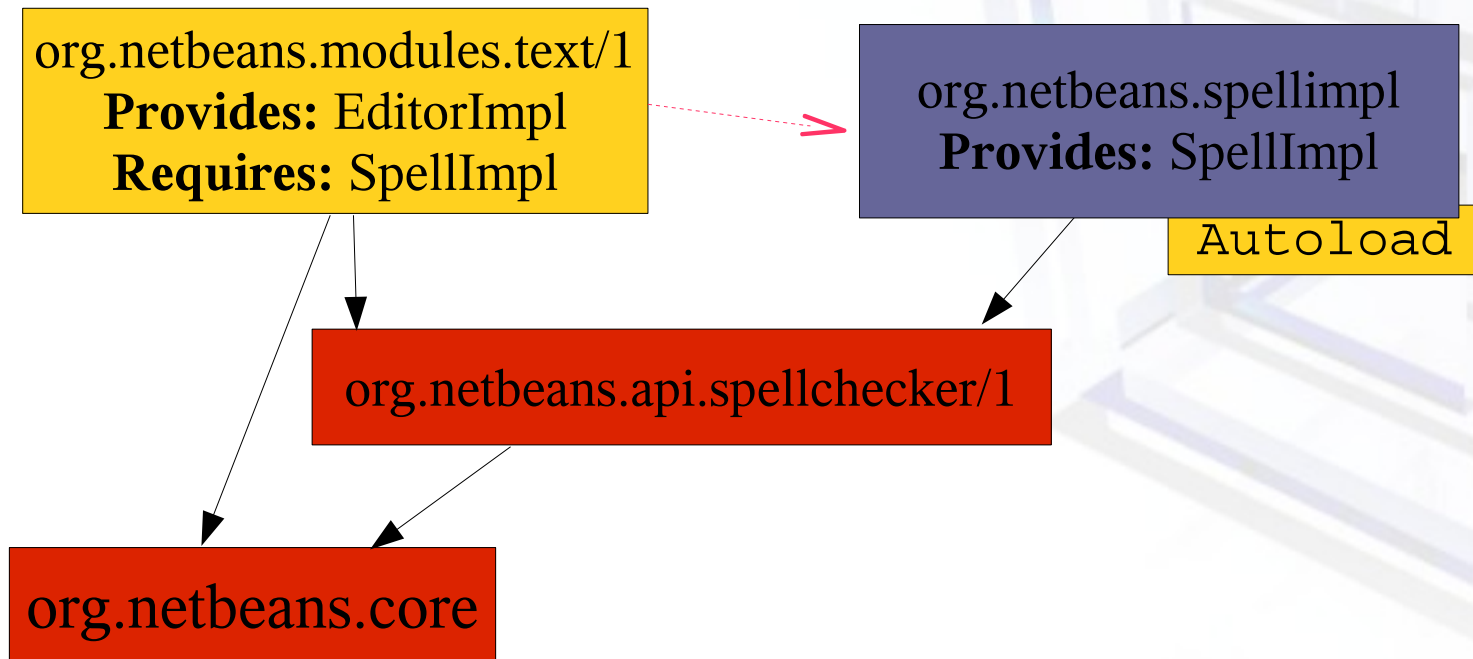 org.netbeans.modules.text/1
Provides: EditorImpl
Requires: SpellImpl
org.netbeans.spellimpl
Provides: SpellImpl
Autoload
org.netbeans.api.spellchecker/1
org.netbeans.core